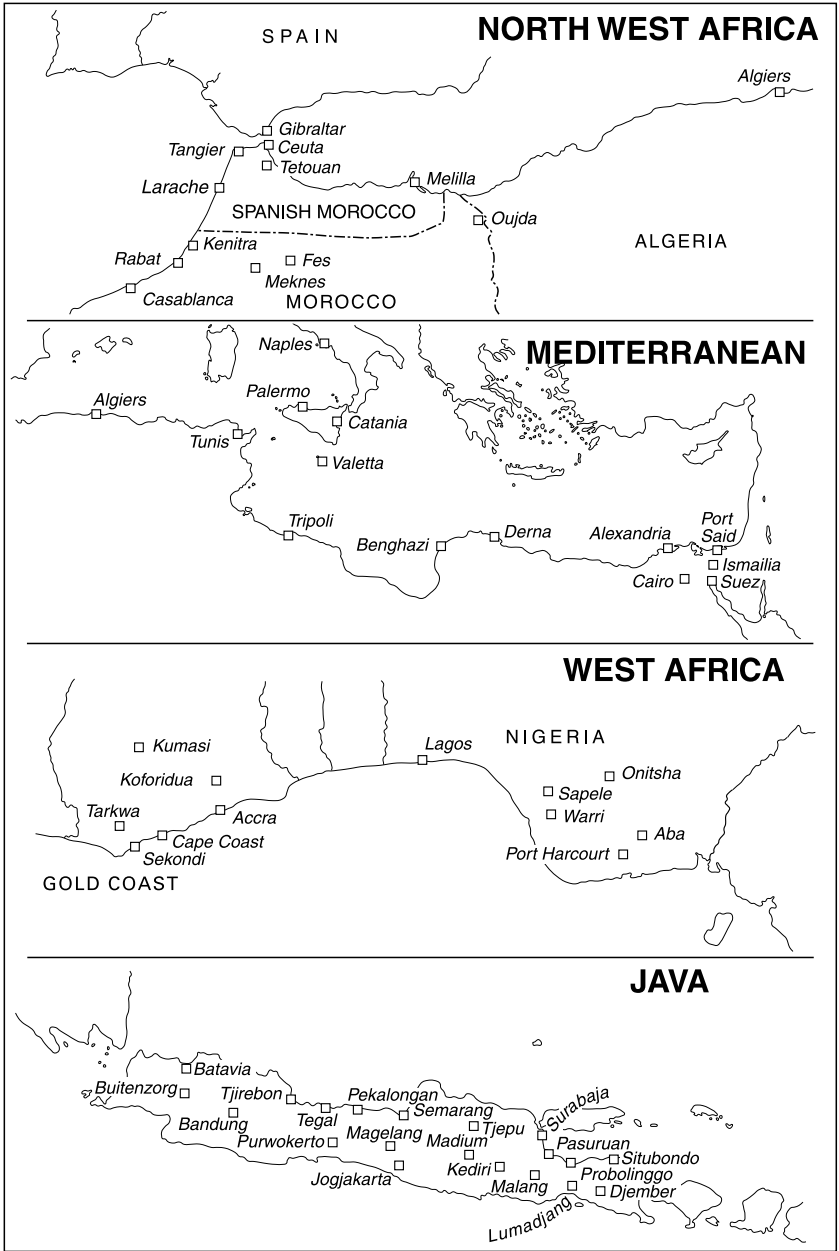 NORTH WEST AFRICA
SPAIN
Algiers
Gibraltar
Ceuta
Tangier
Tetouan
Larache
Melilla
SPANISH MOROCCO
Oujda
Kenitra
ALGERIA
Rabat
Fes
Meknes
Casablanca
MOROCCO
MEDITERRANEAN
Naples
Algiers
Palermo
Catania
Tunis
Valetta
Tripoli
Benghazi
Derna
Alexandria
Port
Said
Ismailia
Cairo
Suez
WEST AFRICA
NIGERIA
Lagos
Kumasi
Koforidua
Onitsha
Sapele
Tarkwa
Accra
Warri
Cape Coast
Aba
Sekondi
Port Harcourt
GOLD COAST
JAVA
Batavia
Buitenzorg
Tjirebon
Pekalongan
Surabaja
Bandung
Tegal
Semarang
Tjepu
Purwokerto
Magelang
Madium
Pasuruan
Situbondo
Jogjakarta
Kediri
Probolinggo
Malang
Djember
Lumadjang